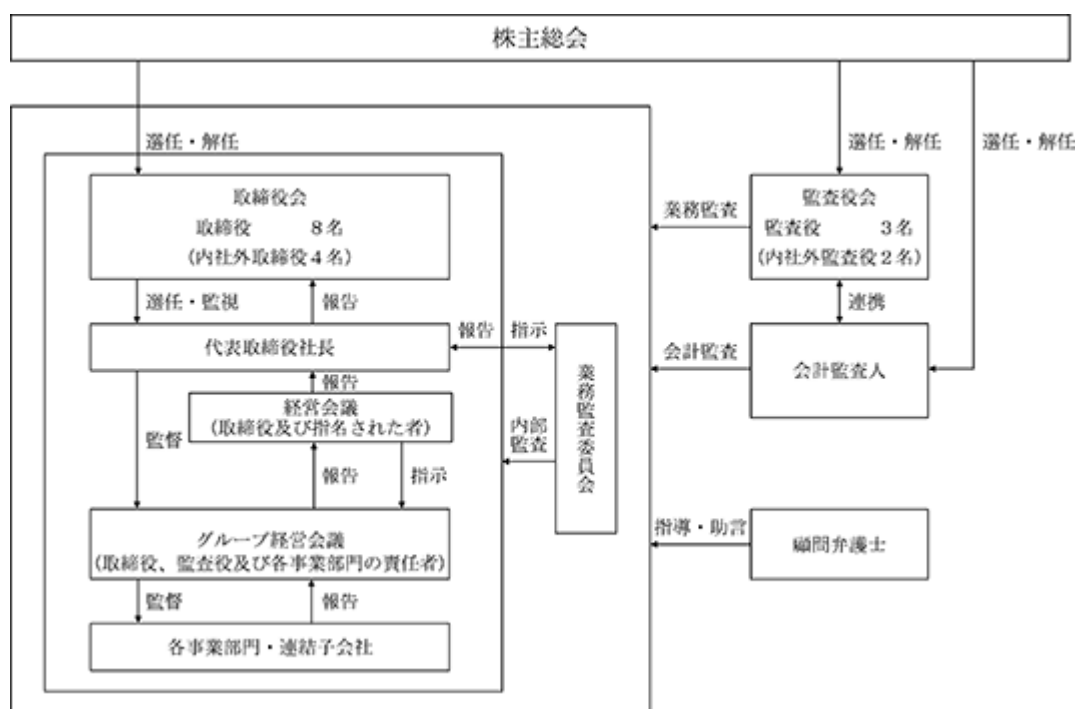 株主総会
選任・解任
選任・解任
選任・解任
取締役会
取締役 8名
(内社外取締役4名)
業務監査
監査役会
監査役 3名
(内社外監査役2名)
選任・監視
報告
連携
代表取締役社長
報告
指示
会計監査
会計監査人
報告
経営会議
(取締役及び指名された者)
監督
内部
監査
業務監査委員会
報告
指示
グループ経営会議
(取締役、監査役及び各事業部門の責任者)
指導・助言
顧問弁護士
監督
報告
各事業部門・連結子会社